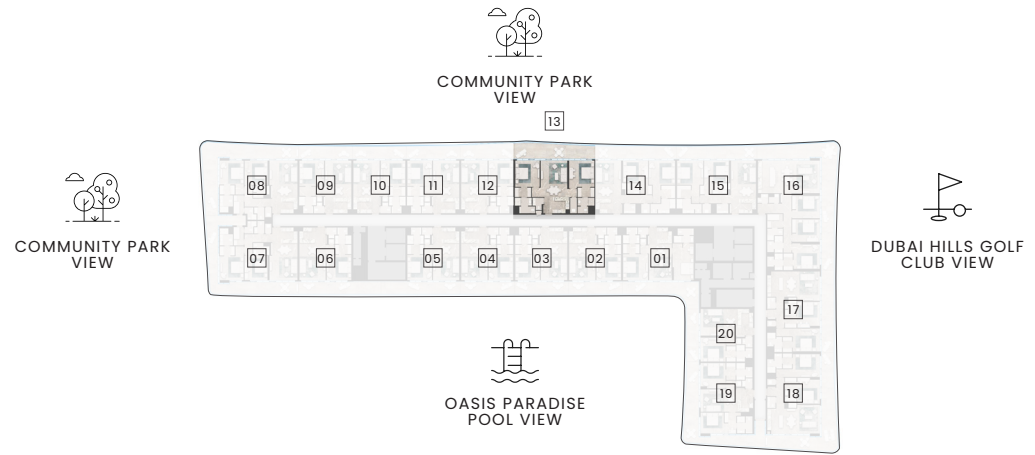 COMMUNITY PARK
VIEW
13
08
09
10
11
12
14
15
16
COMMUNITY PARK
VIEW
DUBAI HILLS GOLF
CLUB VIEW
07
06
05
04
03
02
01
17
20
19
18
OASIS PARADISE
POOL VIEW